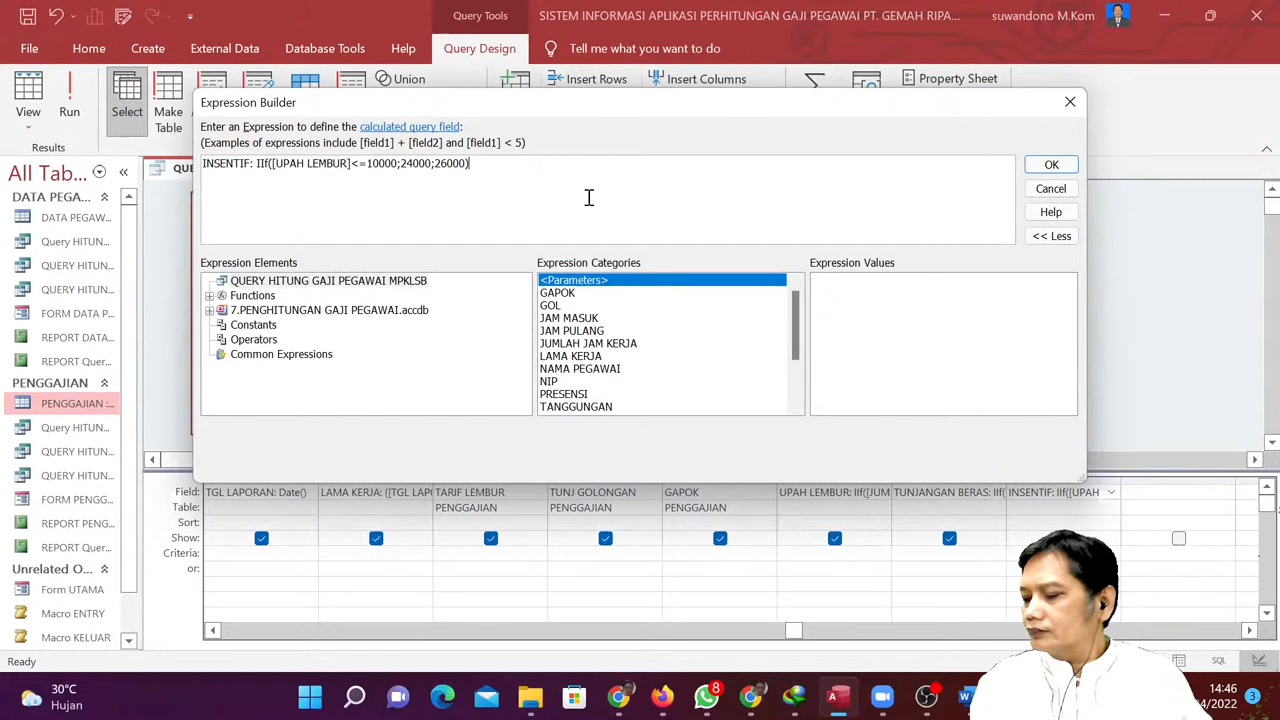 Query Tools
SISTEM INFORMASI APLIKASI PERHITUNGAN GAJI PEGAWAI PT. GEMAH RIPA...
suwandono M.Kom
File Home Create External Data Database Tools Help Query Design Tell me what you want to do
View
Run
Results
Select
Make
Table
Union
Insert Rows
Insert Columns
Property Sheet
Expression Builder
Enter an Expression to define the calculated query field:
(Examples of expressions include [field1] + [field2] and [field1] < 5)
INSENTIF: IIf([UPAH LEMBUR]<=10000;24000;26000)
OK
Cancel
Help
<< Less
Expression Elements
QUERY HITUNG GAJI PEGAWAI MPKLSB
Functions
7.PENGHITUNGAN GAJI PEGAWAI.accdb
Constants
Operators
Common Expressions
Expression Categories
<Parameters>
GAPOK
GOL
JAM MASUK
JAM PULANG
JUMLAH JAM KERJA
LAMA KERJA
NAMA PEGAWAI
NIP
PRESENSI
TANGGUNGAN
Expression Values
All Tab...
DATA PEGA...
DATA PEGAW...
Query HITUN...
Query HITUN...
Query HITUN...
FORM DATA P...
REPORT DATA...
REPORT Quer...
PENGGAJIAN
PENGGAJIAN :...
Query HITUN...
Query HITUN...
Query HITUN...
FORM PENGG...
REPORT PENG...
REPORT Quer...
Unrelated O...
Form UTAMA
Macro ENTRY
Macro KELUAR
QUE
Field: TGL LAPORAN: Date() LAMA KERJA: ([TGL LAP TARIF LEMBUR TUNJ GOLONGAN GAPOK UPAH LEMBUR: IIf([JUM TUNJANGAN BERAS: IIf( INSENTIF: IIf([UPAH
Table: PENGGAJIAN PENGGAJIAN PENGGAJIAN
Sort:
Show:
Criteria:
or:
Ready
SQL
30°C
Hujan
8
14:46
04/2022
3